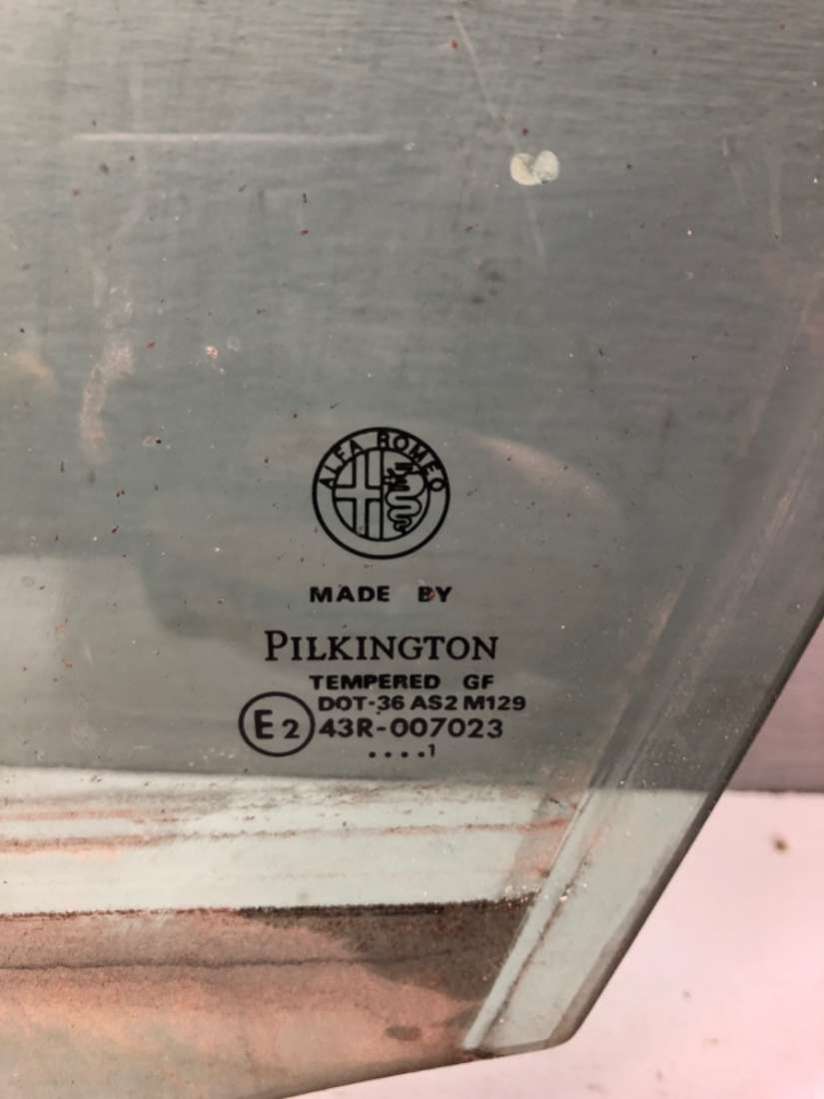 ALFA ROMEO
MADE BY
PILKINGTON
TEMPERED GF
DOT-36 AS2 M129
E2 43R-007023
....1